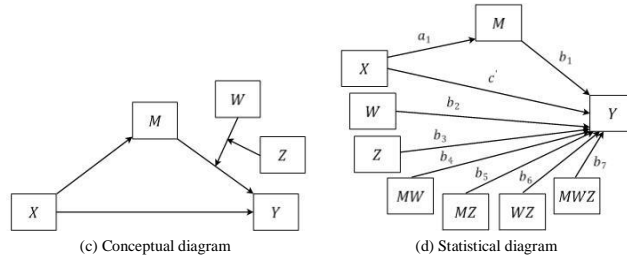 X
M
Y
W
Z
(c) Conceptual diagram
X
M
Y
W
Z
MW
MZ
WZ
MWZ
a₁
b₁
c'
b₂
b₃
b₄
b₅
b₆
b₇
(d) Statistical diagram